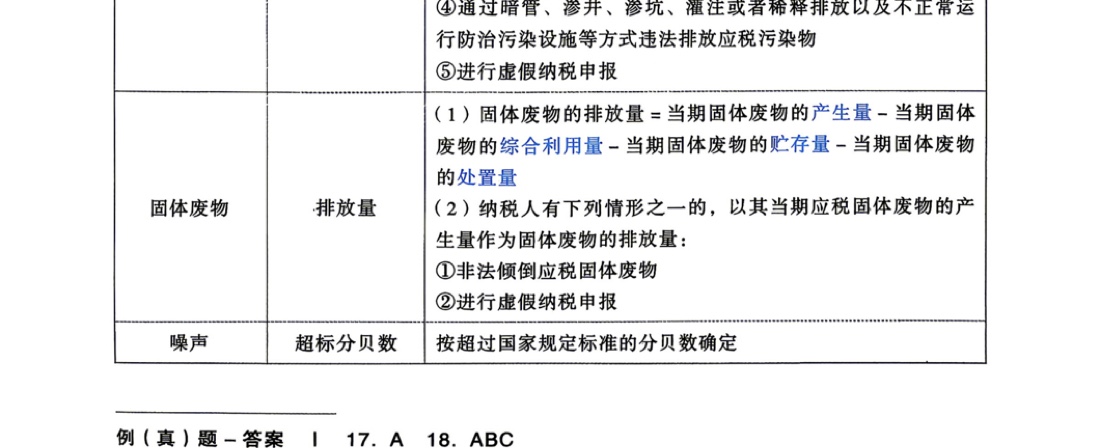 ④通过暗管、渗井、渗坑、灌注或者稀释排放以及不正常运
行防治污染设施等方式违法排放应税污染物
⑤进行虚假纳税申报
固体废物
排放量
(1)固体废物的排放量=当期固体废物的产生量-当期固体
废物的综合利用量-当期固体废物的贮存量-当期固体废物
的处置量
(2)纳税人有下列情形之一的，以其当期应税固体废物的产
生量作为固体废物的排放量：
①非法倾倒应税固体废物
②进行虚假纳税申报
噪声
超标分贝数
按超过国家规定标准的分贝数确定
例(真)题-答案 | 17. A 18. ABC